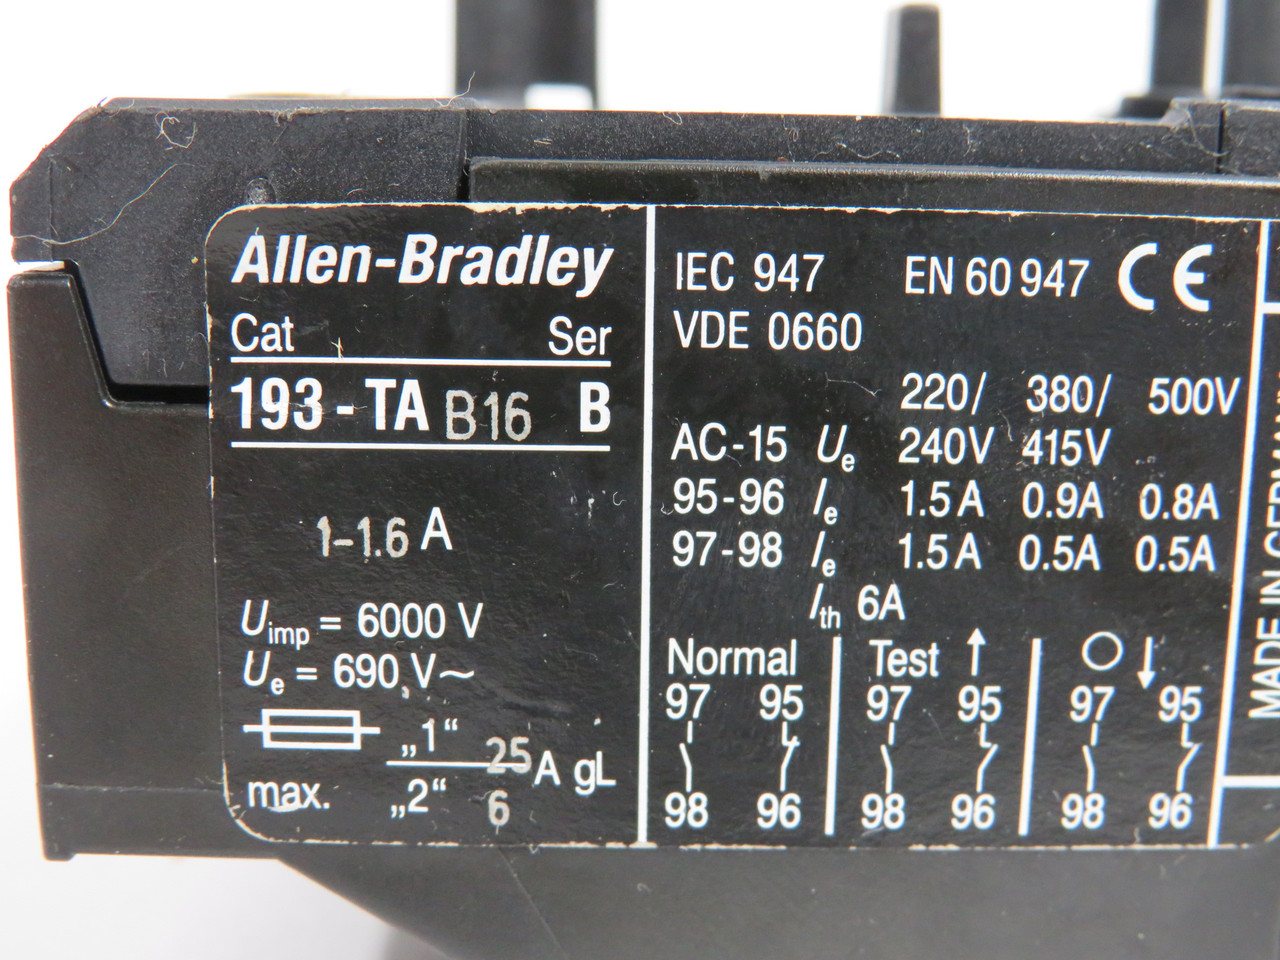 Allen-Bradley
Cat Ser
193-TA B16 B
1-1.6 A
Uimp = 6000 V
Ue = 690 V~
„1“ 25
max. „2“ 6 A gL
IEC 947 EN 60 947 CE
VDE 0660
220/ 380/ 500V
AC-15 Ue 240V 415V
95-96 Ie 1.5A 0.9A 0.8A
97-98 Ie 1.5A 0.5A 0.5A
Ith 6A
Normal Test ↑ O ↓
97 95 97 95 97 95
98 96 98 96 98 96
MADE IN